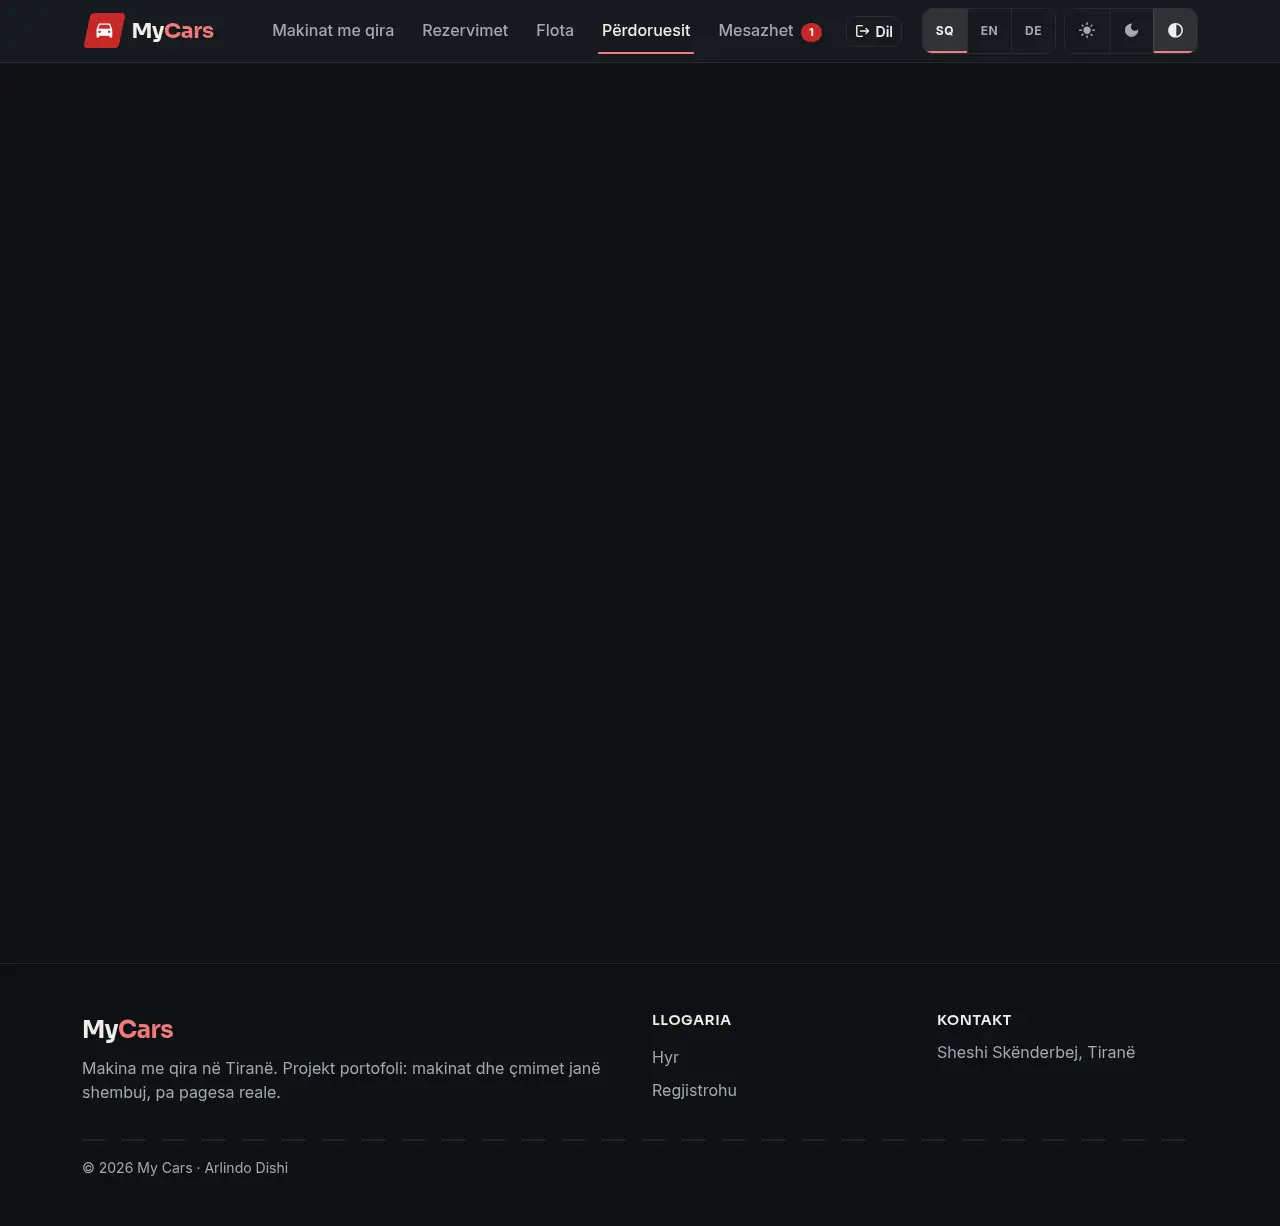 MyCars
Makinat me qira
Rezervimet
Flota
Përdoruesit
Mesazhet 1
Dil
SQ
EN
DE
MyCars
Makina me qira në Tiranë. Projekt portofoli: makinat dhe çmimet janë
shembuj, pa pagesa reale.
LLOGARIA
Hyr
Regjistrohu
KONTAKT
Sheshi Skënderbej, Tiranë
© 2026 My Cars · Arlindo Dishi